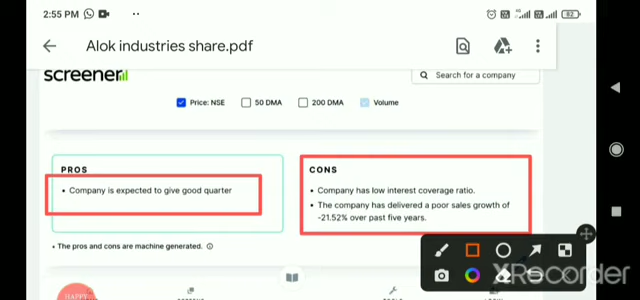 2:55 PM
82
Alok industries share.pdf
screener
Search for a company
Price: NSE
50 DMA
200 DMA
Volume
PROS
• Company is expected to give good quarter
CONS
• Company has low interest coverage ratio.
• The company has delivered a poor sales growth of
-21.52% over past five years.
• The pros and cons are machine generated.
HAPPY
XRecorder